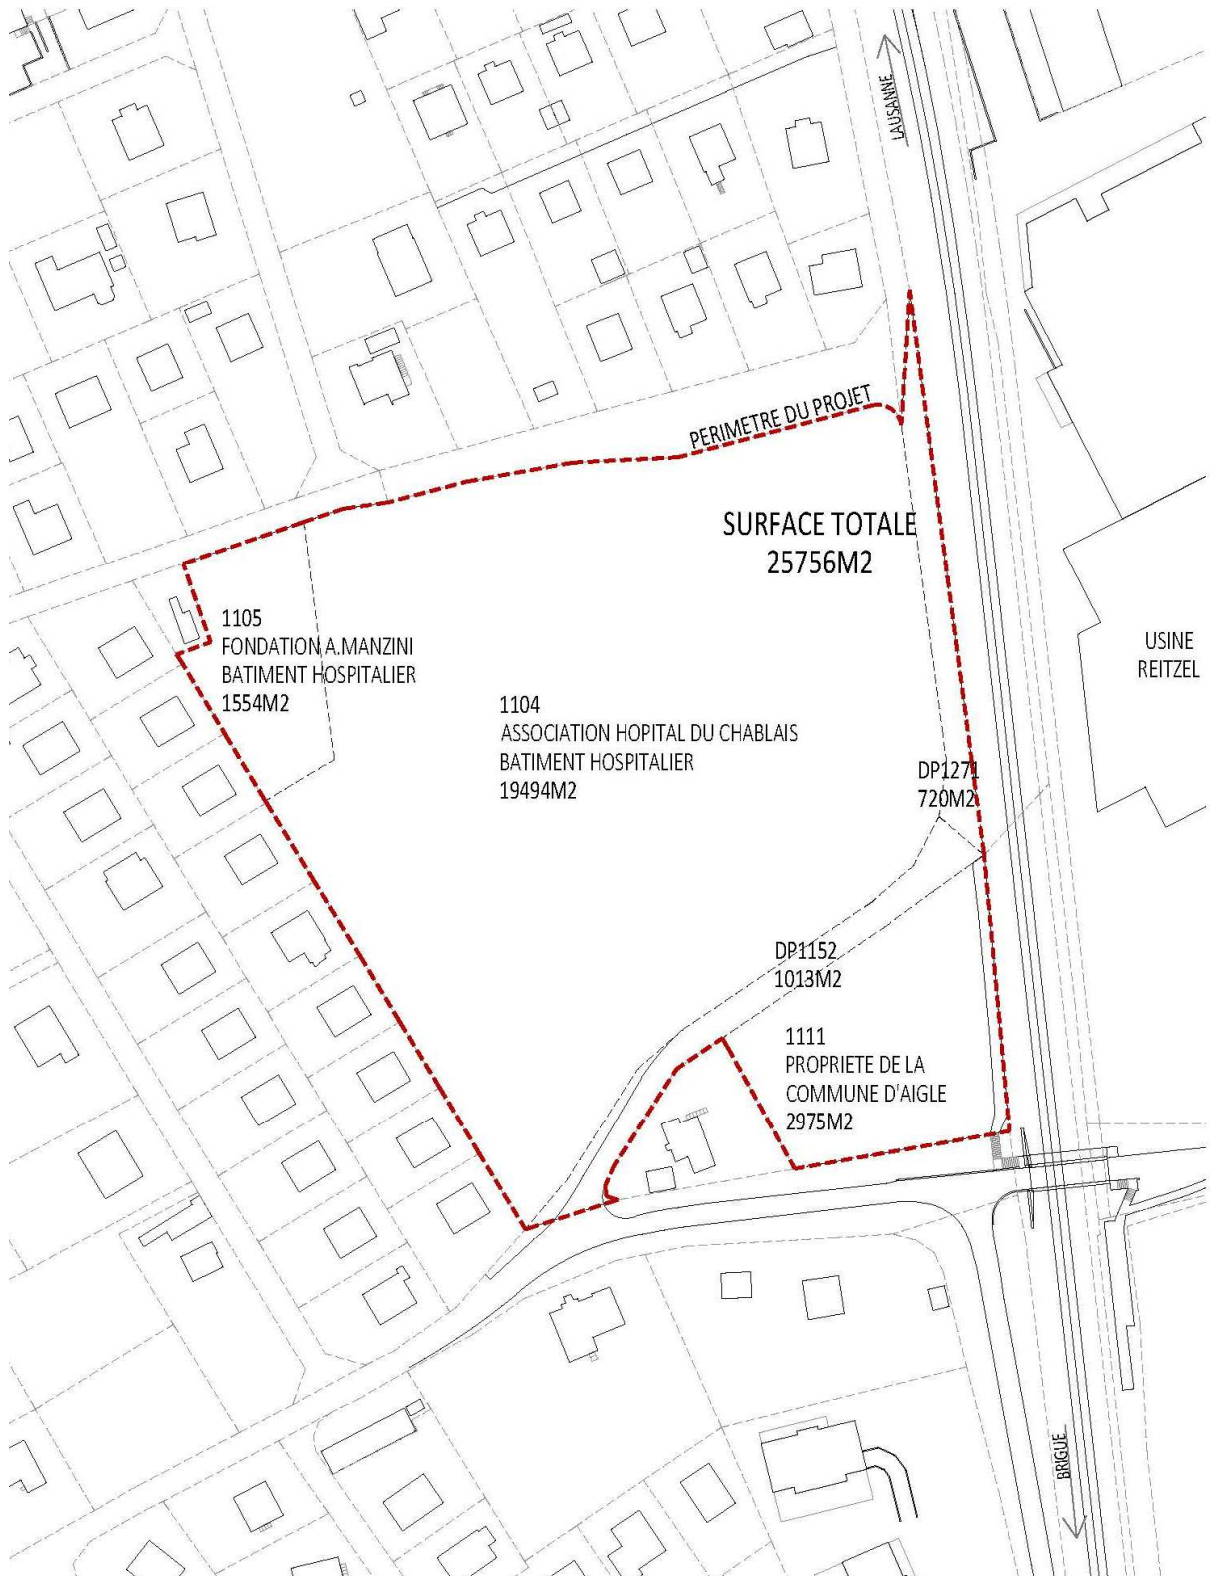 LAUSANNE
PERIMETRE DU PROJET
SURFACE TOTALE
25756M2
1105
FONDATION A.MANZINI
BATIMENT HOSPITALIER
1554M2
USINE
REITZEL
1104
ASSOCIATION HOPITAL DU CHABLAIS
BATIMENT HOSPITALIER
19494M2
DP1271
720M2
DP1152
1013M2
1111
PROPRIETE DE LA
COMMUNE D'AIGLE
2975M2
BRIGUE